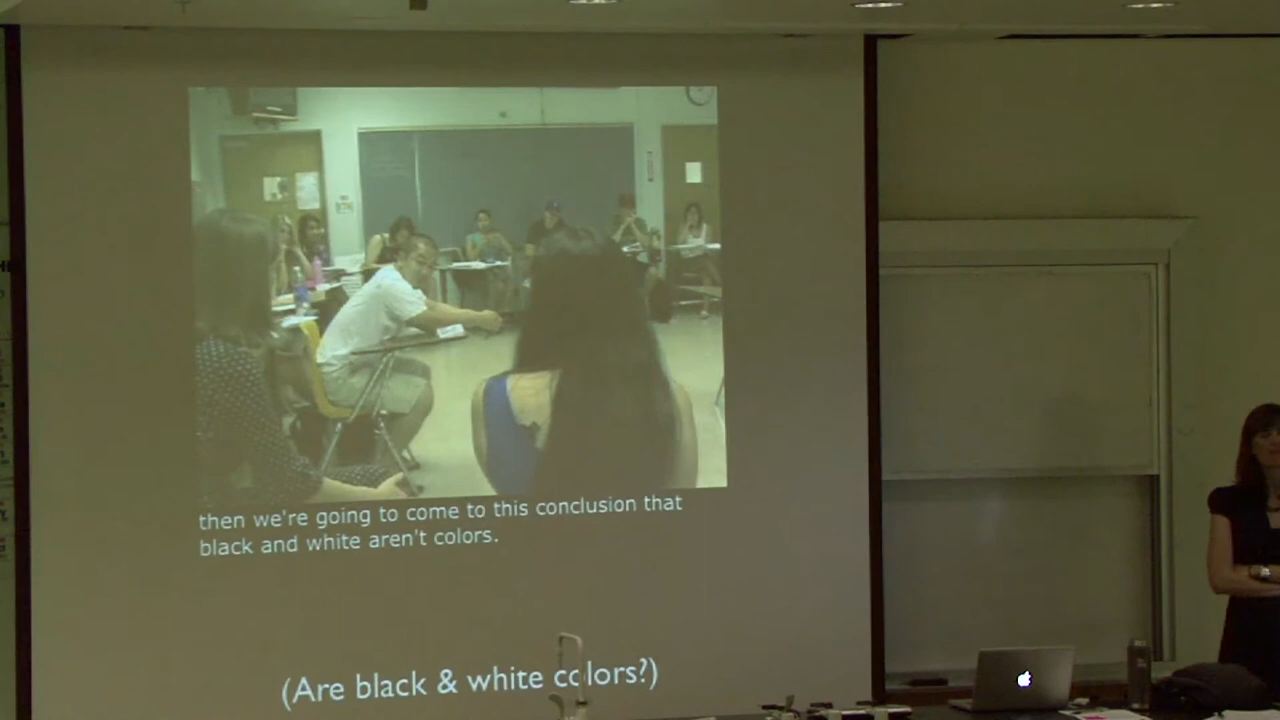 then we're going to come to this conclusion that
black and white aren't colors.
(Are black & white colors?)